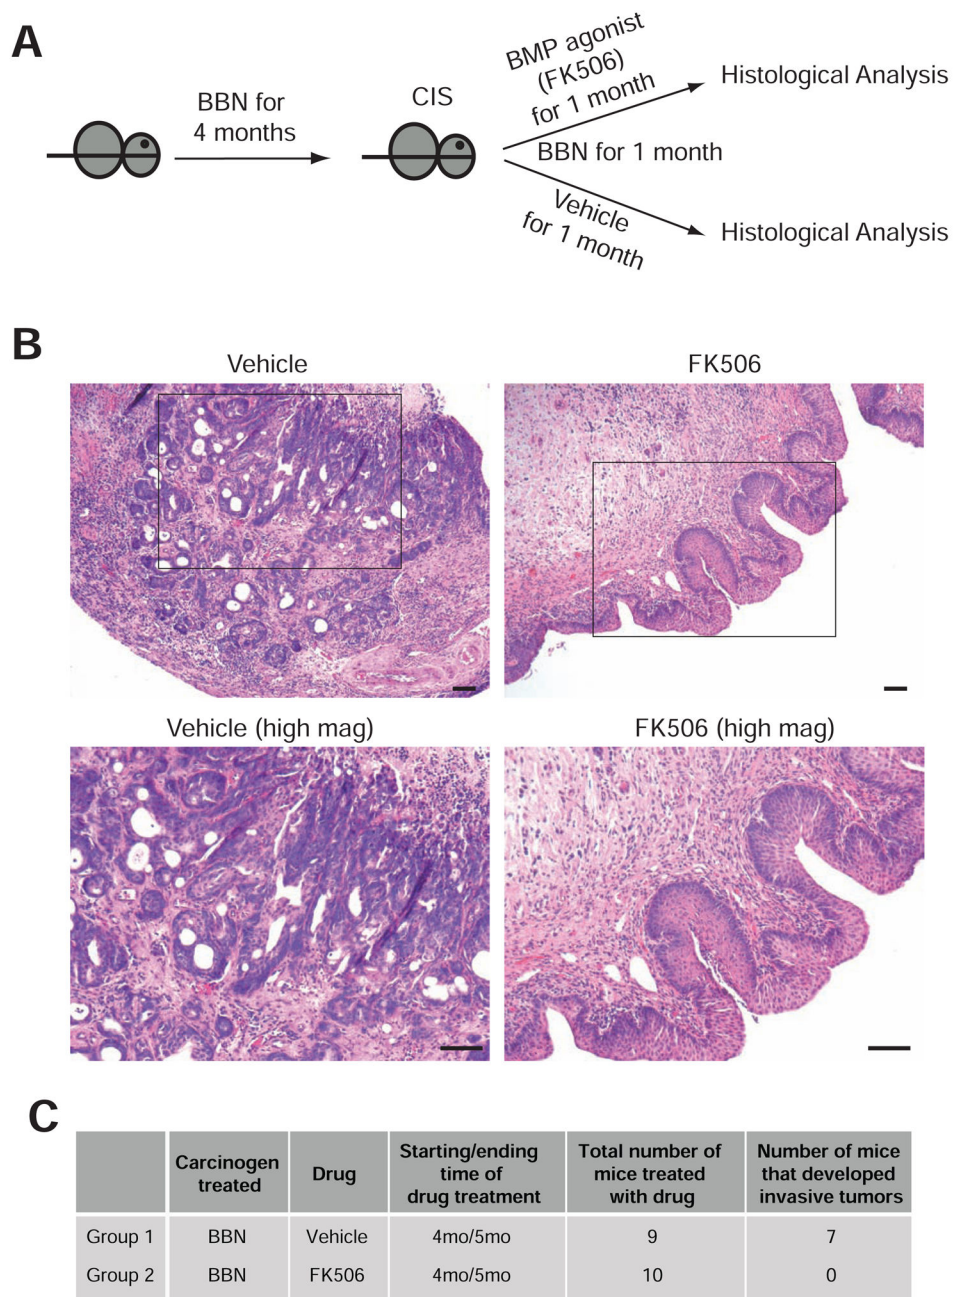 A
BBN for
4 months
CIS
BMP agonist
(FK506)
for 1 month
BBN for 1 month
Vehicle
for 1 month
Histological Analysis
Histological Analysis
B
Vehicle
FK506
Vehicle (high mag)
FK506 (high mag)
C
Carcinogen
treated
Drug
Starting/ending
time of
drug treatment
Total number of
mice treated
with drug
Number of mice
that developed
invasive tumors
Group 1 BBN Vehicle 4mo/5mo 9 7
Group 2 BBN FK506 4mo/5mo 10 0